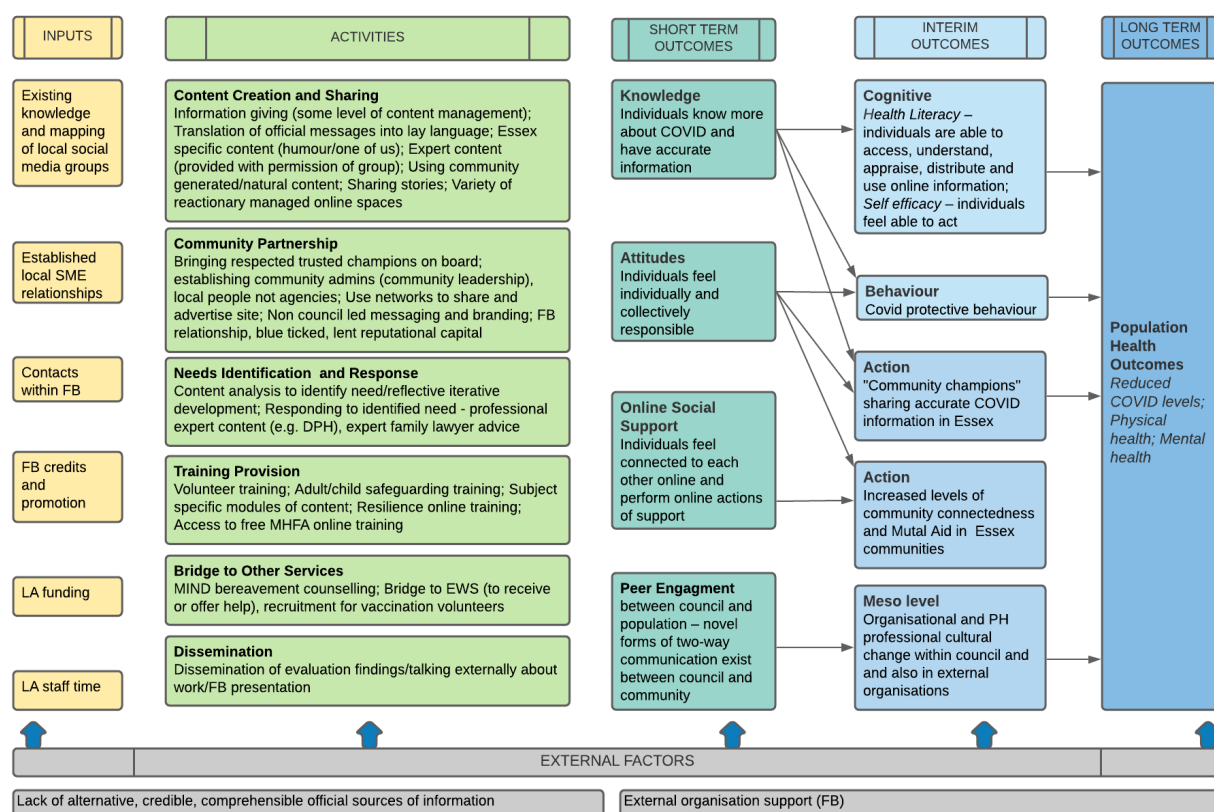 INPUTS
ACTIVITIES
SHORT TERM
OUTCOMES
INTERIM
OUTCOMES
LONG TERM
OUTCOMES
Existing
knowledge
and mapping
of local social
media groups
Established
local SME
relationships
Contacts
within FB
FB credits
and
promotion
LA funding
LA staff time
Content Creation and Sharing
Information giving (some level of content management);
Translation of official messages into lay language; Essex
specific content (humour/one of us); Expert content
(provided with permission of group); Using community
generated/natural content; Sharing stories; Variety of
reactionary managed online spaces
Community Partnership
Bringing respected trusted champions on board;
establishing community admins (community leadership),
local people not agencies; Use networks to share and
advertise site; Non council led messaging and branding; FB
relationship, blue ticked, lent reputational capital
Needs Identification and Response
Content analysis to identify need/reflective iterative
development; Responding to identified need - professional
expert content (e.g. DPH), expert family lawyer advice
Training Provision
Volunteer training; Adult/child safeguarding training; Subject
specific modules of content; Resilience online training;
Access to free MHFA online training
Bridge to Other Services
MIND bereavement counselling; Bridge to EWS (to receive
or offer help), recruitment for vaccination volunteers
Dissemination
Dissemination of evaluation findings/talking externally about
work/FB presentation
Knowledge
Individuals know more
about COVID and
have accurate
information
Attitudes
Individuals feel
individually and
collectively
responsible
Online Social
Support
Individuals feel
connected to each
other online and
perform online actions
of support
Peer Engagment
between council and
population – novel
forms of two-way
communication exist
between council and
community
Cognitive
Health Literacy –
individuals are able to
access, understand,
appraise, distribute and
use online information;
Self efficacy – individuals
feel able to act
Behaviour
Covid protective behaviour
Action
"Community champions"
sharing accurate COVID
information in Essex
Action
Increased levels of
community connectedness
and Mutal Aid in Essex
communities
Meso level
Organisational and PH
professional cultural
change within council and
and also in external
organisations
Population
Health
Outcomes
Reduced
COVID levels;
Physical
health; Mental
health
EXTERNAL FACTORS
Lack of alternative, credible, comprehensible official sources of information
External organisation support (FB)